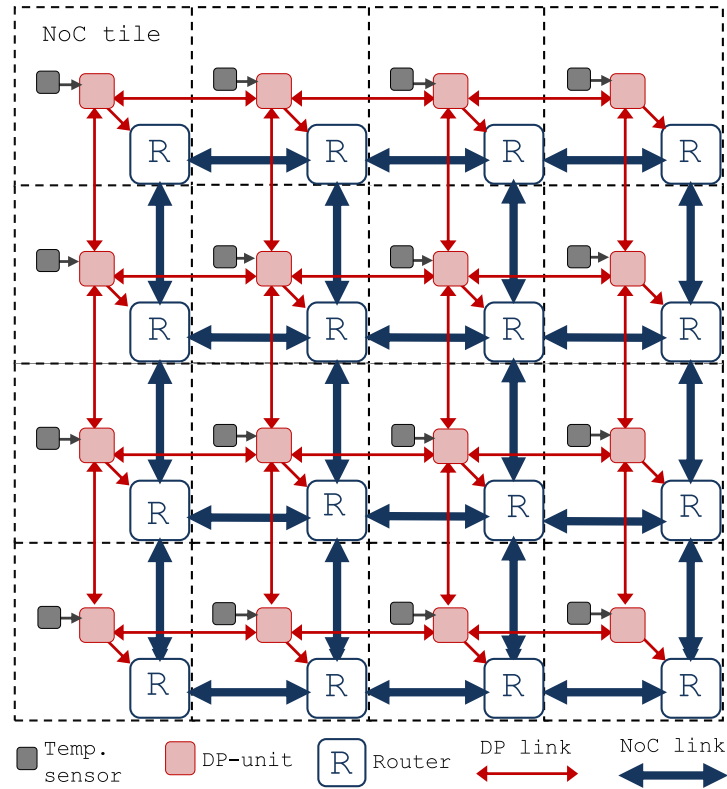 NoC tile
R R R R
R R R R
R R R R
R R R R
Temp.
sensor
DP-unit
R
Router
DP link
NoC link